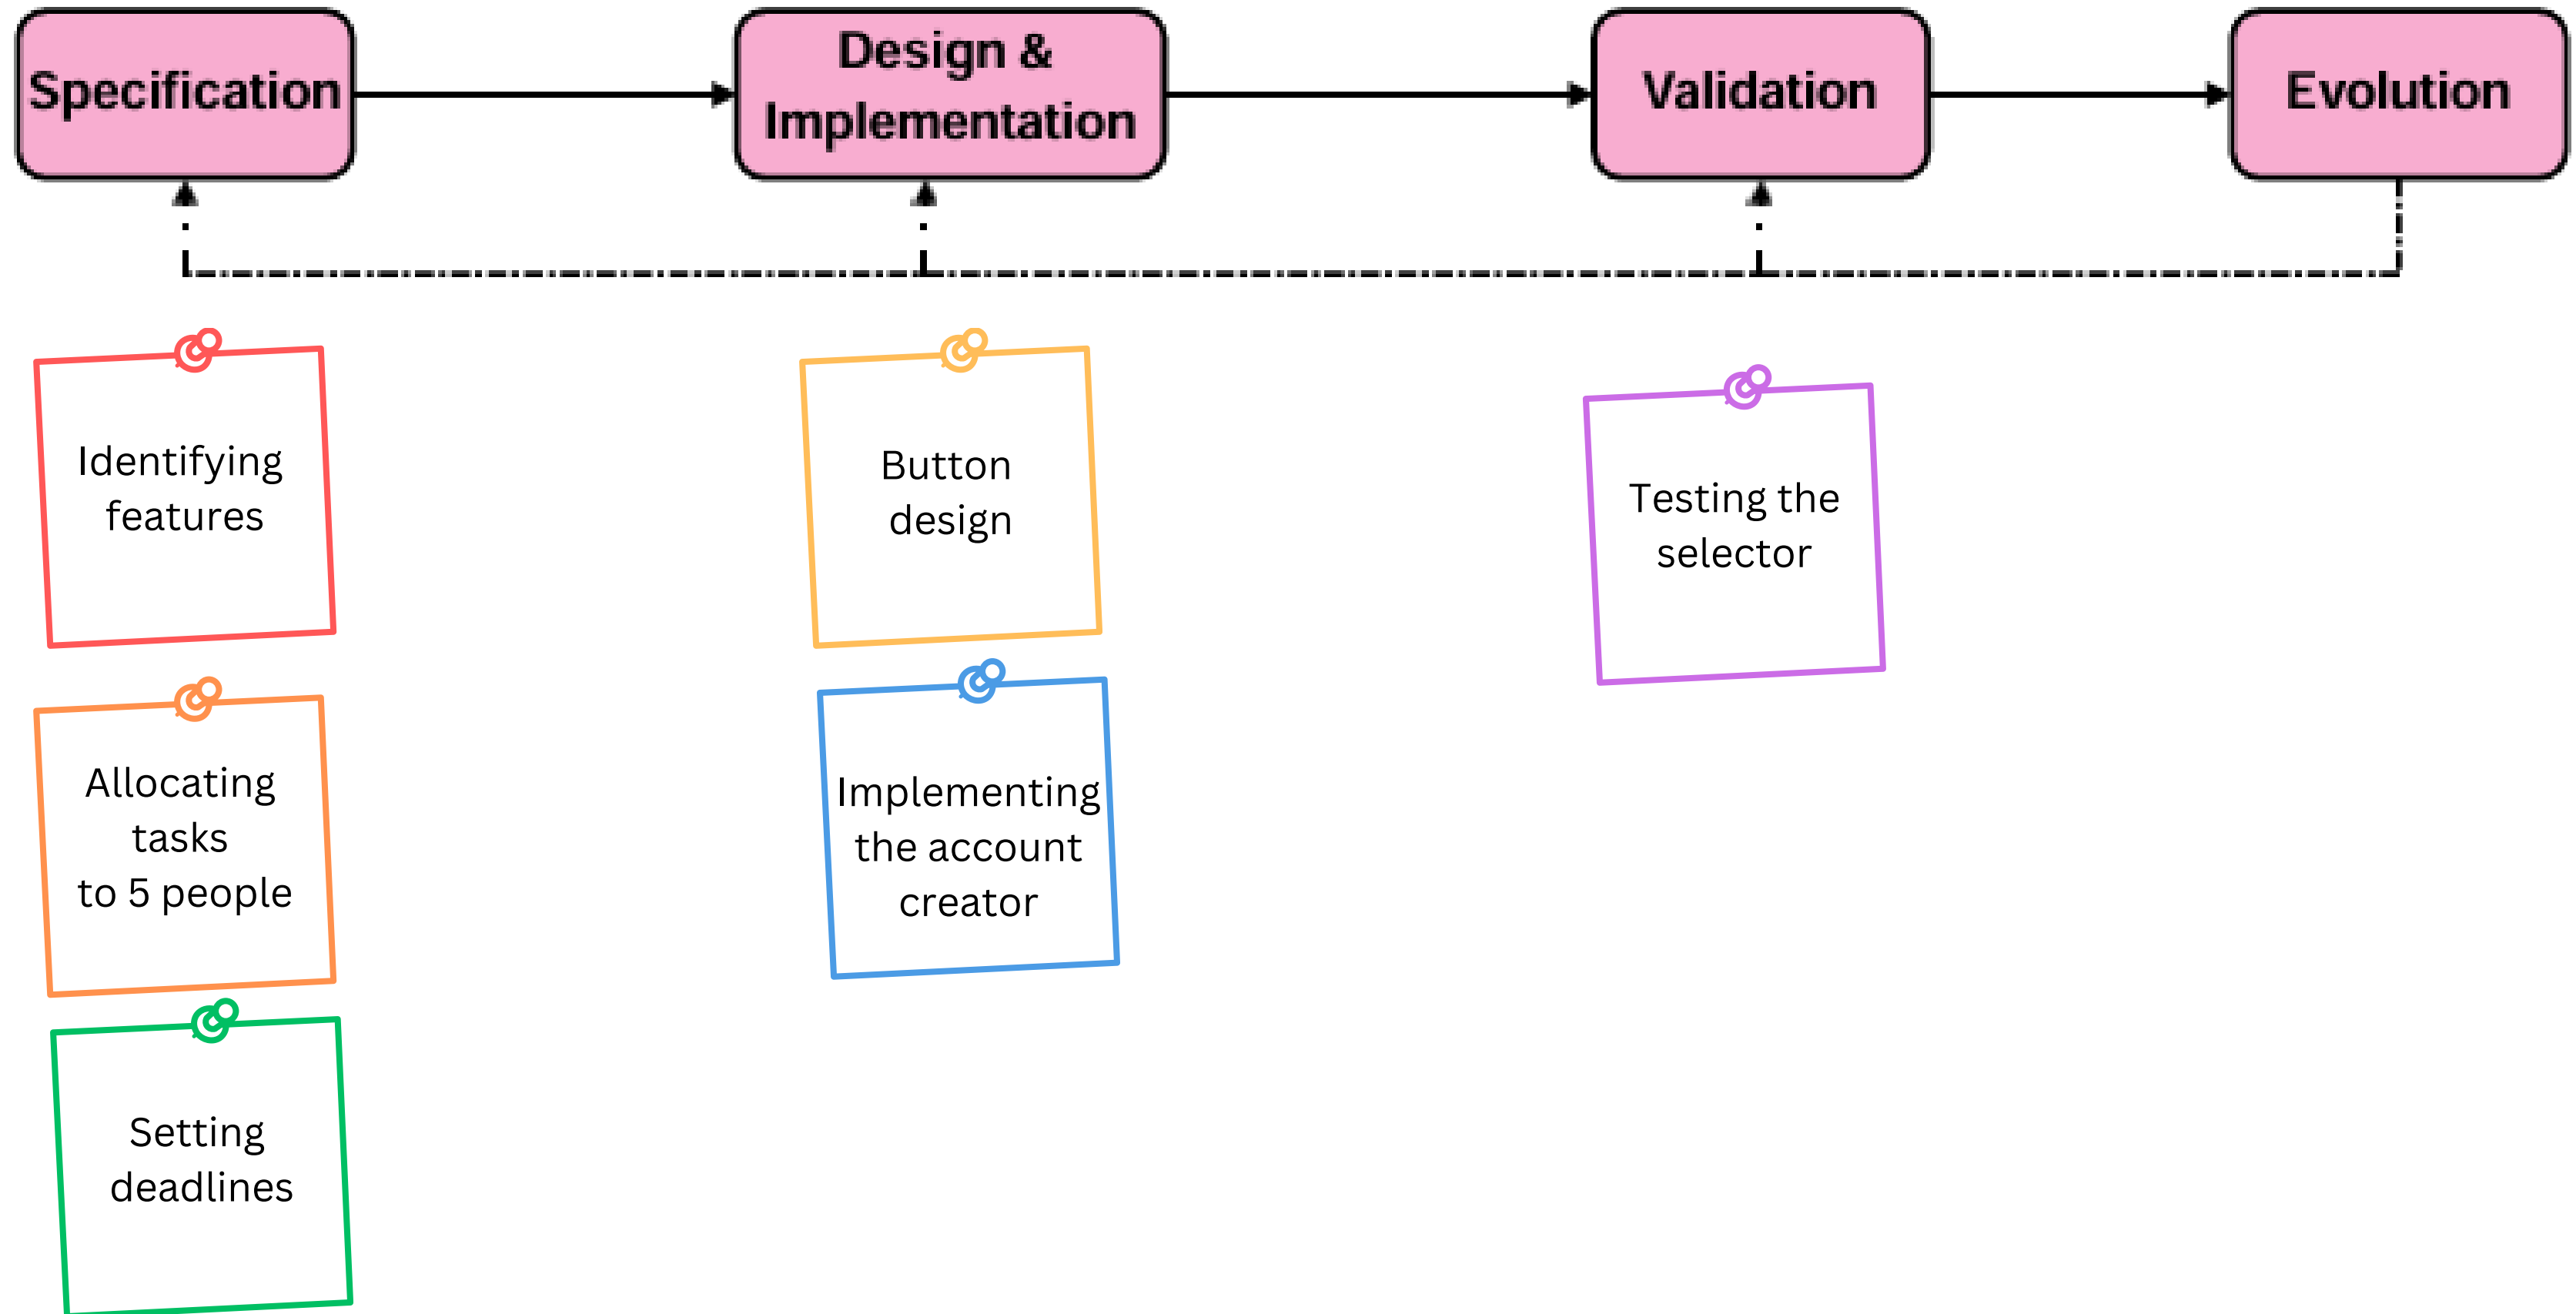 Specification
Design &
Implementation
Validation
Evolution
Identifying
features
Allocating
tasks
to 5 people
Setting
deadlines
Button
design
Implementing
the account
creator
Testing the
selector